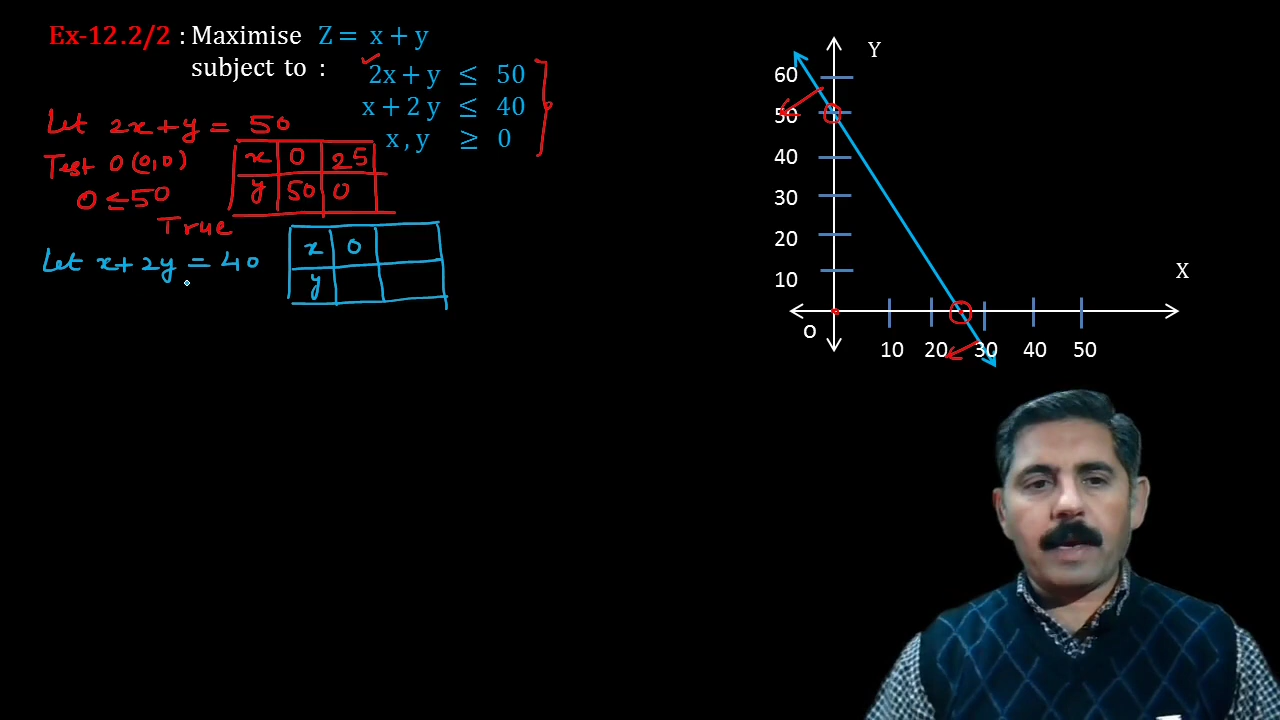 Ex-12.2/2 : Maximise Z = x + y
subject to :
2x + y ≤ 50
x + 2 y ≤ 40
x , y ≥ 0
Let 2x + y = 50
Test O (0,0)
0 ≤ 50
True
x 0 25
y 50 0
Let x + 2y = 40
x 0
y
Y
60
50
40
30
20
10
X
O
10 20 30 40 50